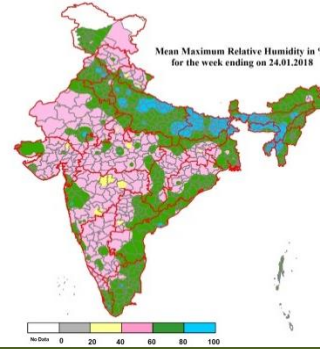 Mean Maximum Relative Humidity in %
for the week ending on 24.01.2018
No Data 0 20 40 60 80 100